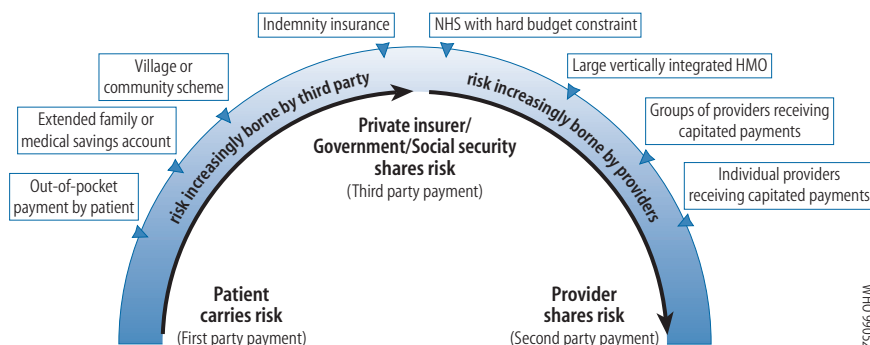 Indemnity insurance
NHS with hard budget constraint
Village or
community scheme
Large vertically integrated HMO
Extended family or
medical savings account
Groups of providers receiving
capitated payments
Out-of-pocket
payment by patient
Individual providers
receiving capitated payments
risk increasingly borne by third party
risk increasingly borne by providers
Private insurer/
Government/Social security
shares risk
(Third party payment)
Patient
carries risk
(First party payment)
Provider
shares risk
(Second party payment)